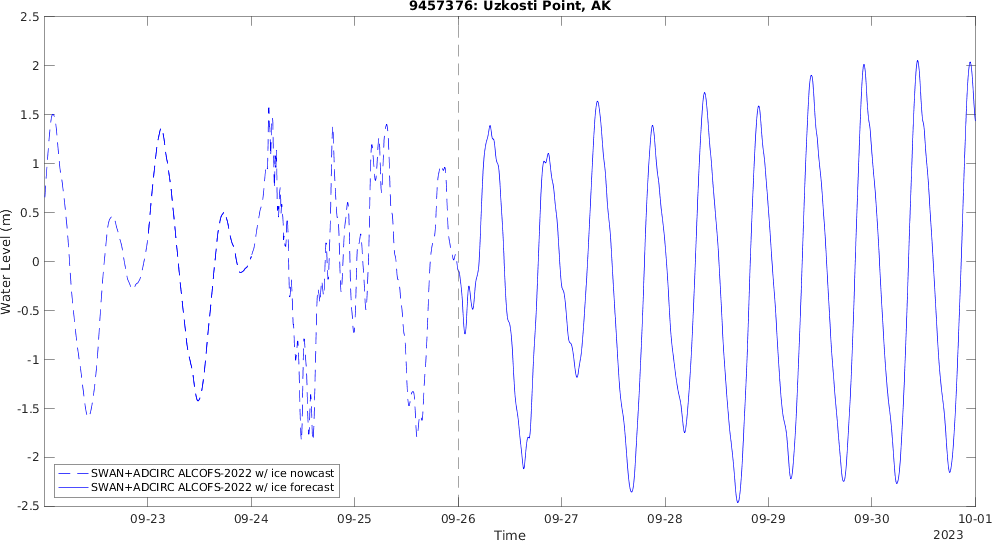 9457376: Uzkosti Point, AK
2.5
2
1.5
1
0.5
0
-0.5
-1
-1.5
-2
-2.5
Water Level (m)
SWAN+ADCIRC ALCOFS-2022 w/ ice nowcast
SWAN+ADCIRC ALCOFS-2022 w/ ice forecast
09-23 09-24 09-25 09-26 09-27 09-28 09-29 09-30 10-01
Time
2023